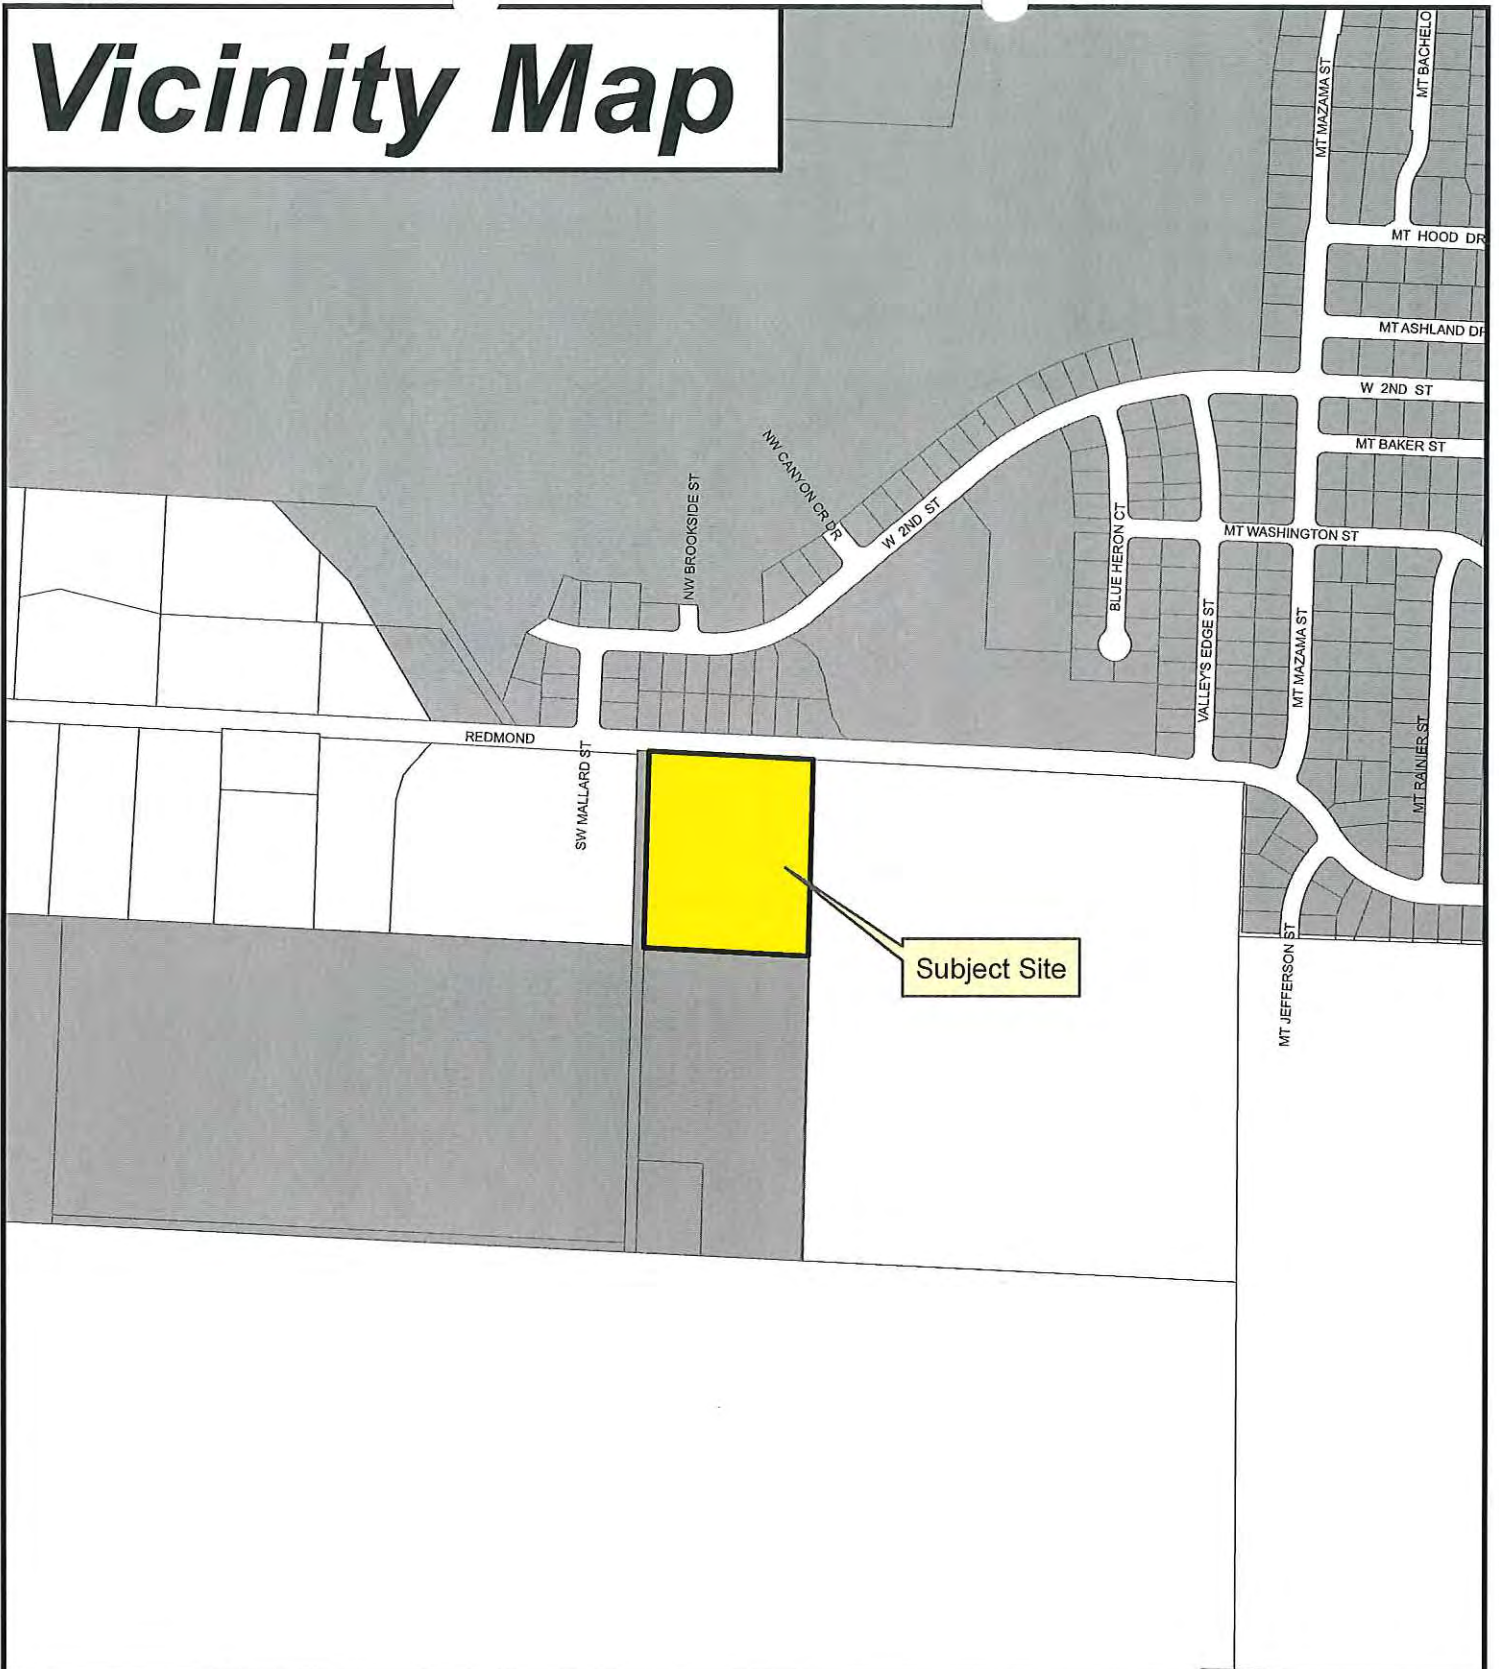 Vicinity Map
MT MAZAMA ST
MT BACHELO
MT HOOD DR
MT ASHLAND DR
W 2ND ST
MT BAKER ST
NW CANYON CR DR
NW BROOKSIDE ST
W 2ND ST
BLUE HERON CT
MT WASHINGTON ST
VALLEY'S EDGE ST
MT MAZAMA ST
MT RAINIER ST
REDMOND
SW MALLARD ST
Subject Site
MT JEFFERSON ST